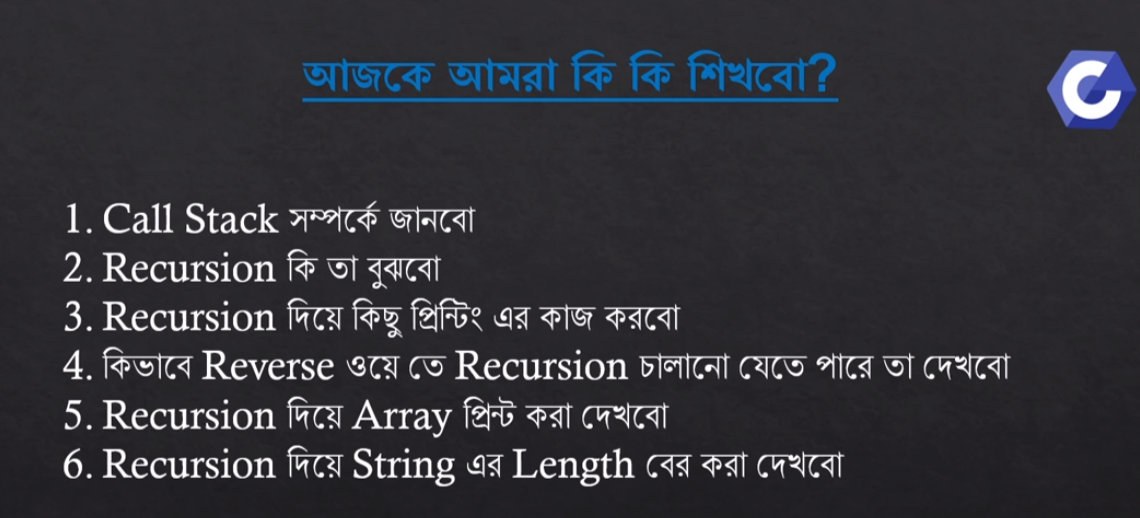 আজকে আমরা কি কি শিখবো?
C
1. Call Stack সম্পর্কে জানবো
2. Recursion কি তা বুঝবো
3. Recursion দিয়ে কিছু প্রিন্টিং এর কাজ করবো
4. কিভাবে Reverse ওয়ে তে Recursion চালানো যেতে পারে তা দেখবো
5. Recursion দিয়ে Array প্রিন্ট করা দেখবো
6. Recursion দিয়ে String এর Length বের করা দেখবো